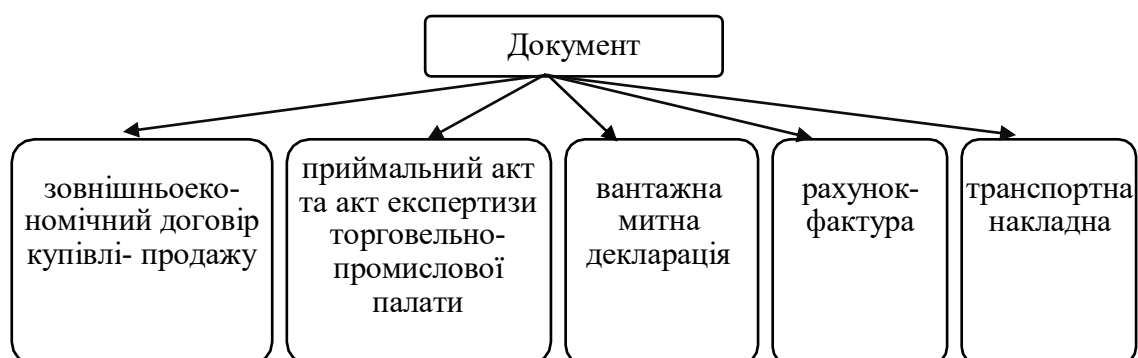 Документ
зовнішньоеко-
номічний договір
купівлі- продажу
приймальний акт
та акт експертизи
торговельно-
промислової
палати
вантажна
митна
декларація
рахунок-
фактура
транспортна
накладна